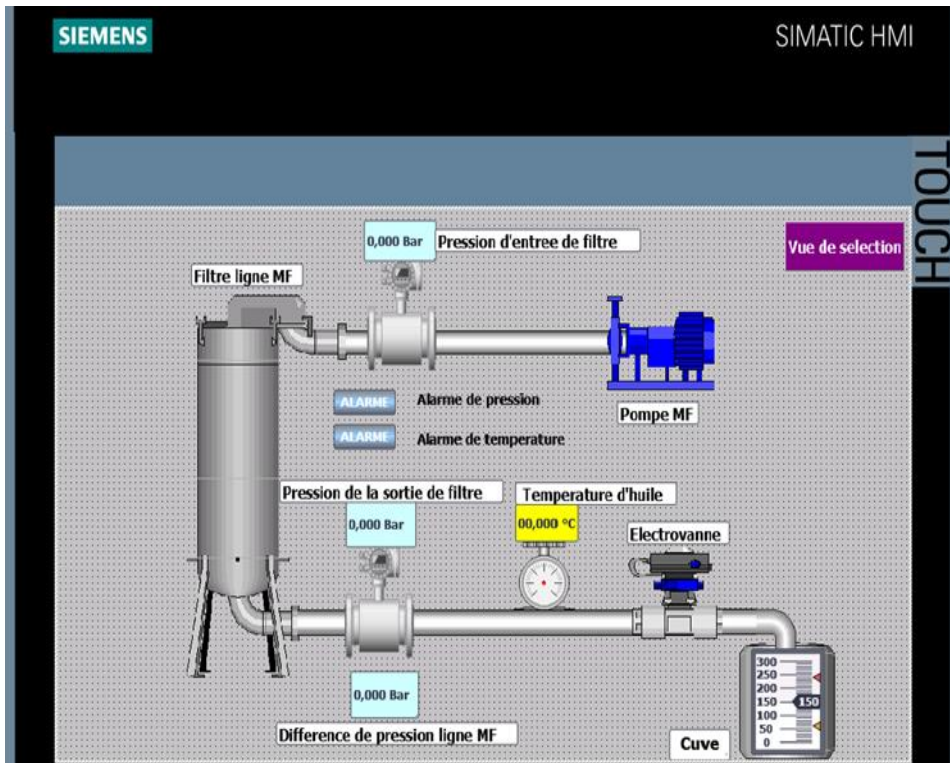 SIEMENS
SIMATIC HMI
TOUCH
0,000 Bar
Pression d'entree de filtre
Vue de selection
Filtre ligne MF
ALARME
Alarme de pression
Pompe MF
ALARME
Alarme de temperature
Pression de la sortie de filtre
Temperature d'huile
0,000 Bar
00,000 °C
Electrovanne
300
250
200
150
150
100
50
0
0,000 Bar
Difference de pression ligne MF
Cuve